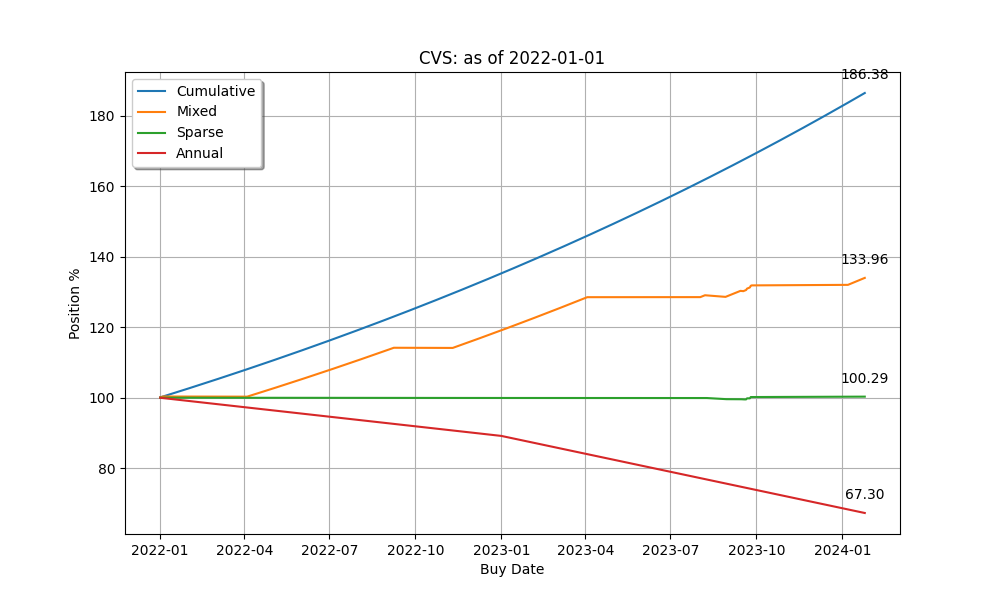 CVS: as of 2022-01-01
186.38
Cumulative
Mixed
Sparse
Annual
180
160
140
120
100
80
133.96
100.29
67.30
Position %
2022-01 2022-04 2022-07 2022-10 2023-01 2023-04 2023-07 2023-10 2024-01
Buy Date